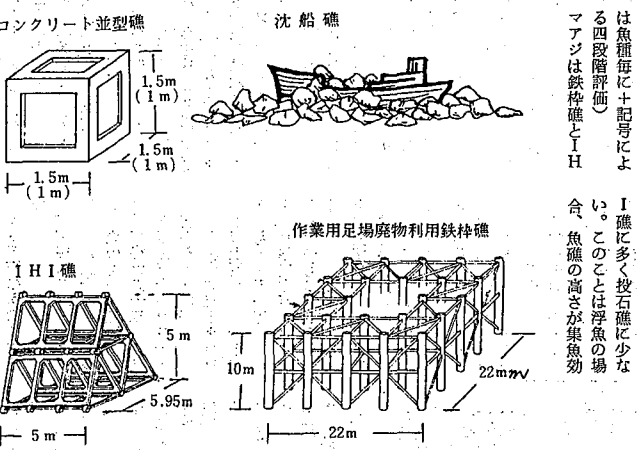 は魚種毎に+記号によ
る四段階評価)
マアジは鉄枠礁とIH
I礁に多く投石礁に少な
い。このことは浮魚の場
合、魚礁の高さが集魚効
コンクリート並型礁
1.5m
(1m)
1.5m
(1m)
1.5m
(1m)
沈船礁
IHI礁
5m
5.95m
5m
作業用足場廃物利用鉄枠礁
10m
22m
22m